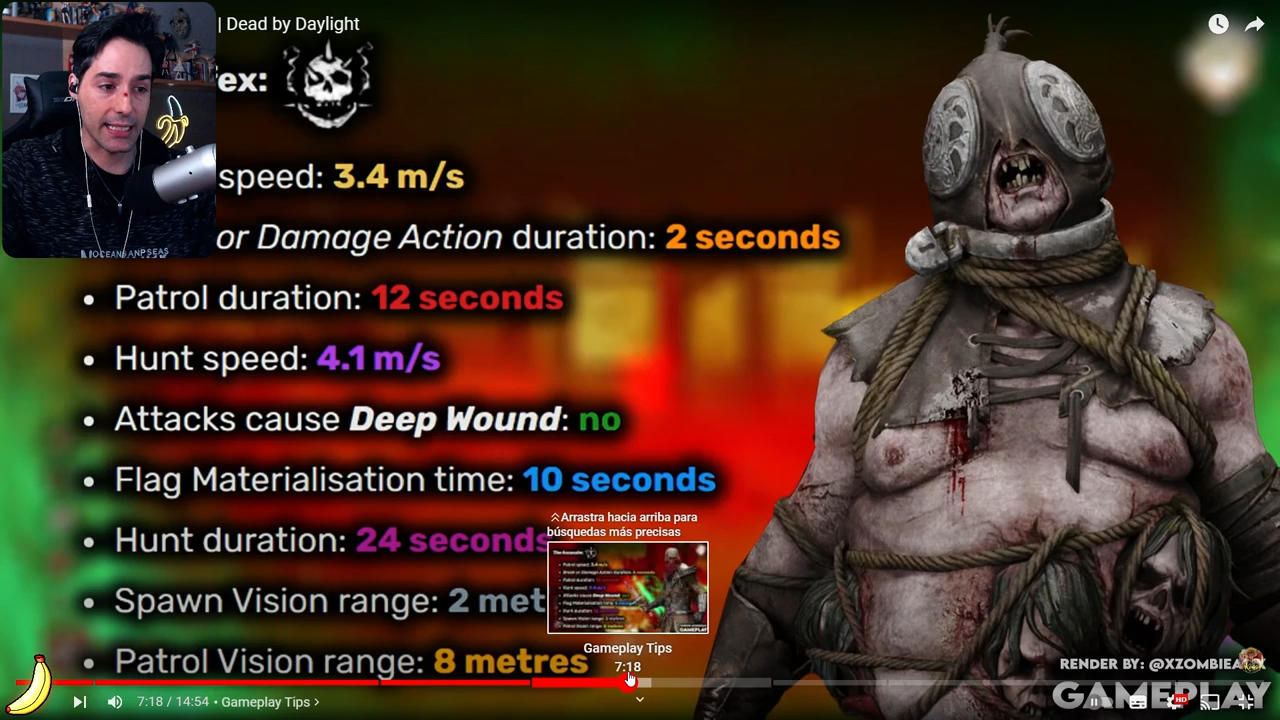 | Dead by Daylight
ex:
speed: 3.4 m/s
or Damage Action duration: 2 seconds
• Patrol duration: 12 seconds
• Hunt speed: 4.1 m/s
• Attacks cause Deep Wound: no
• Flag Materialisation time: 10 seconds
• Hunt duration: 24 seconds
• Spawn Vision range: 2 met
• Patrol Vision range: 8 metres
Arrastra hacia arriba para
búsquedas más precisas
Gameplay Tips
7:18
7:18 / 14:54 • Gameplay Tips >
RENDER BY:
GAMEPLAY
HD